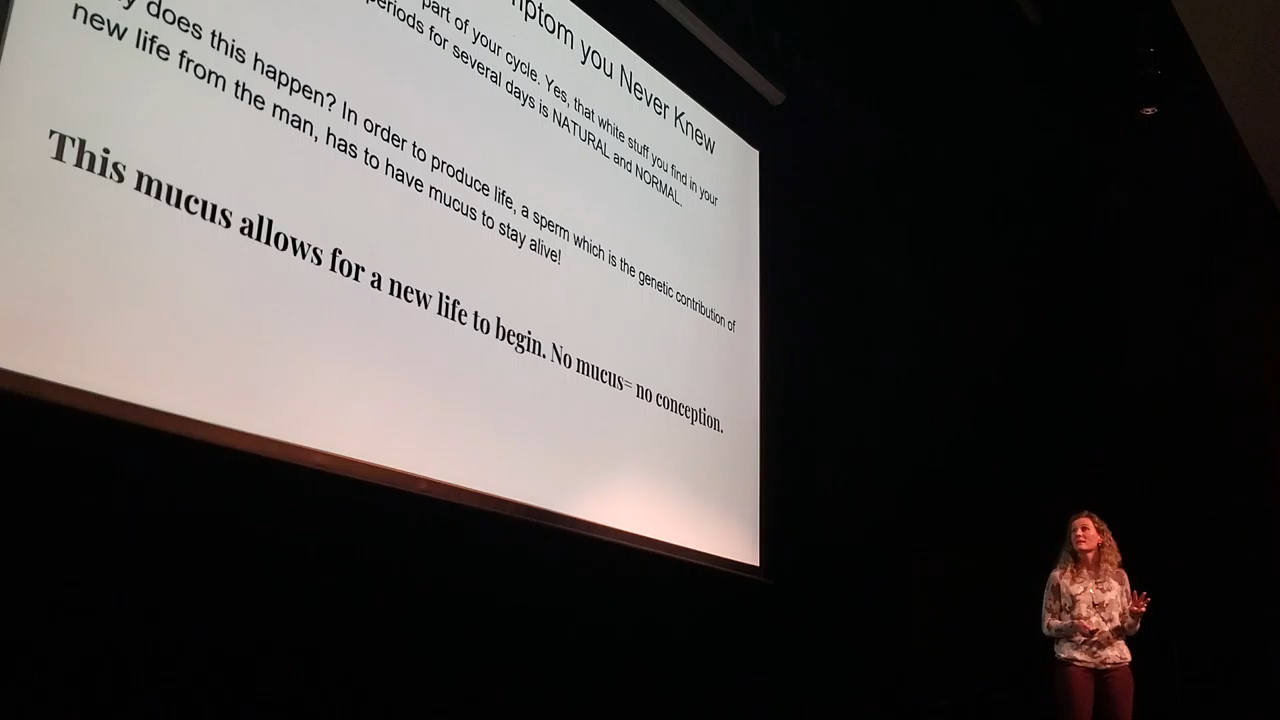 you Never Knew
part of your cycle. Yes, that white stuff you find in your
periods for several days is NATURAL and NORMAL.
does this happen? In order to produce life, a sperm which is the genetic contribution of
new life from the man, has to have mucus to stay alive!
This mucus allows for a new life to begin. No mucus= no conception.